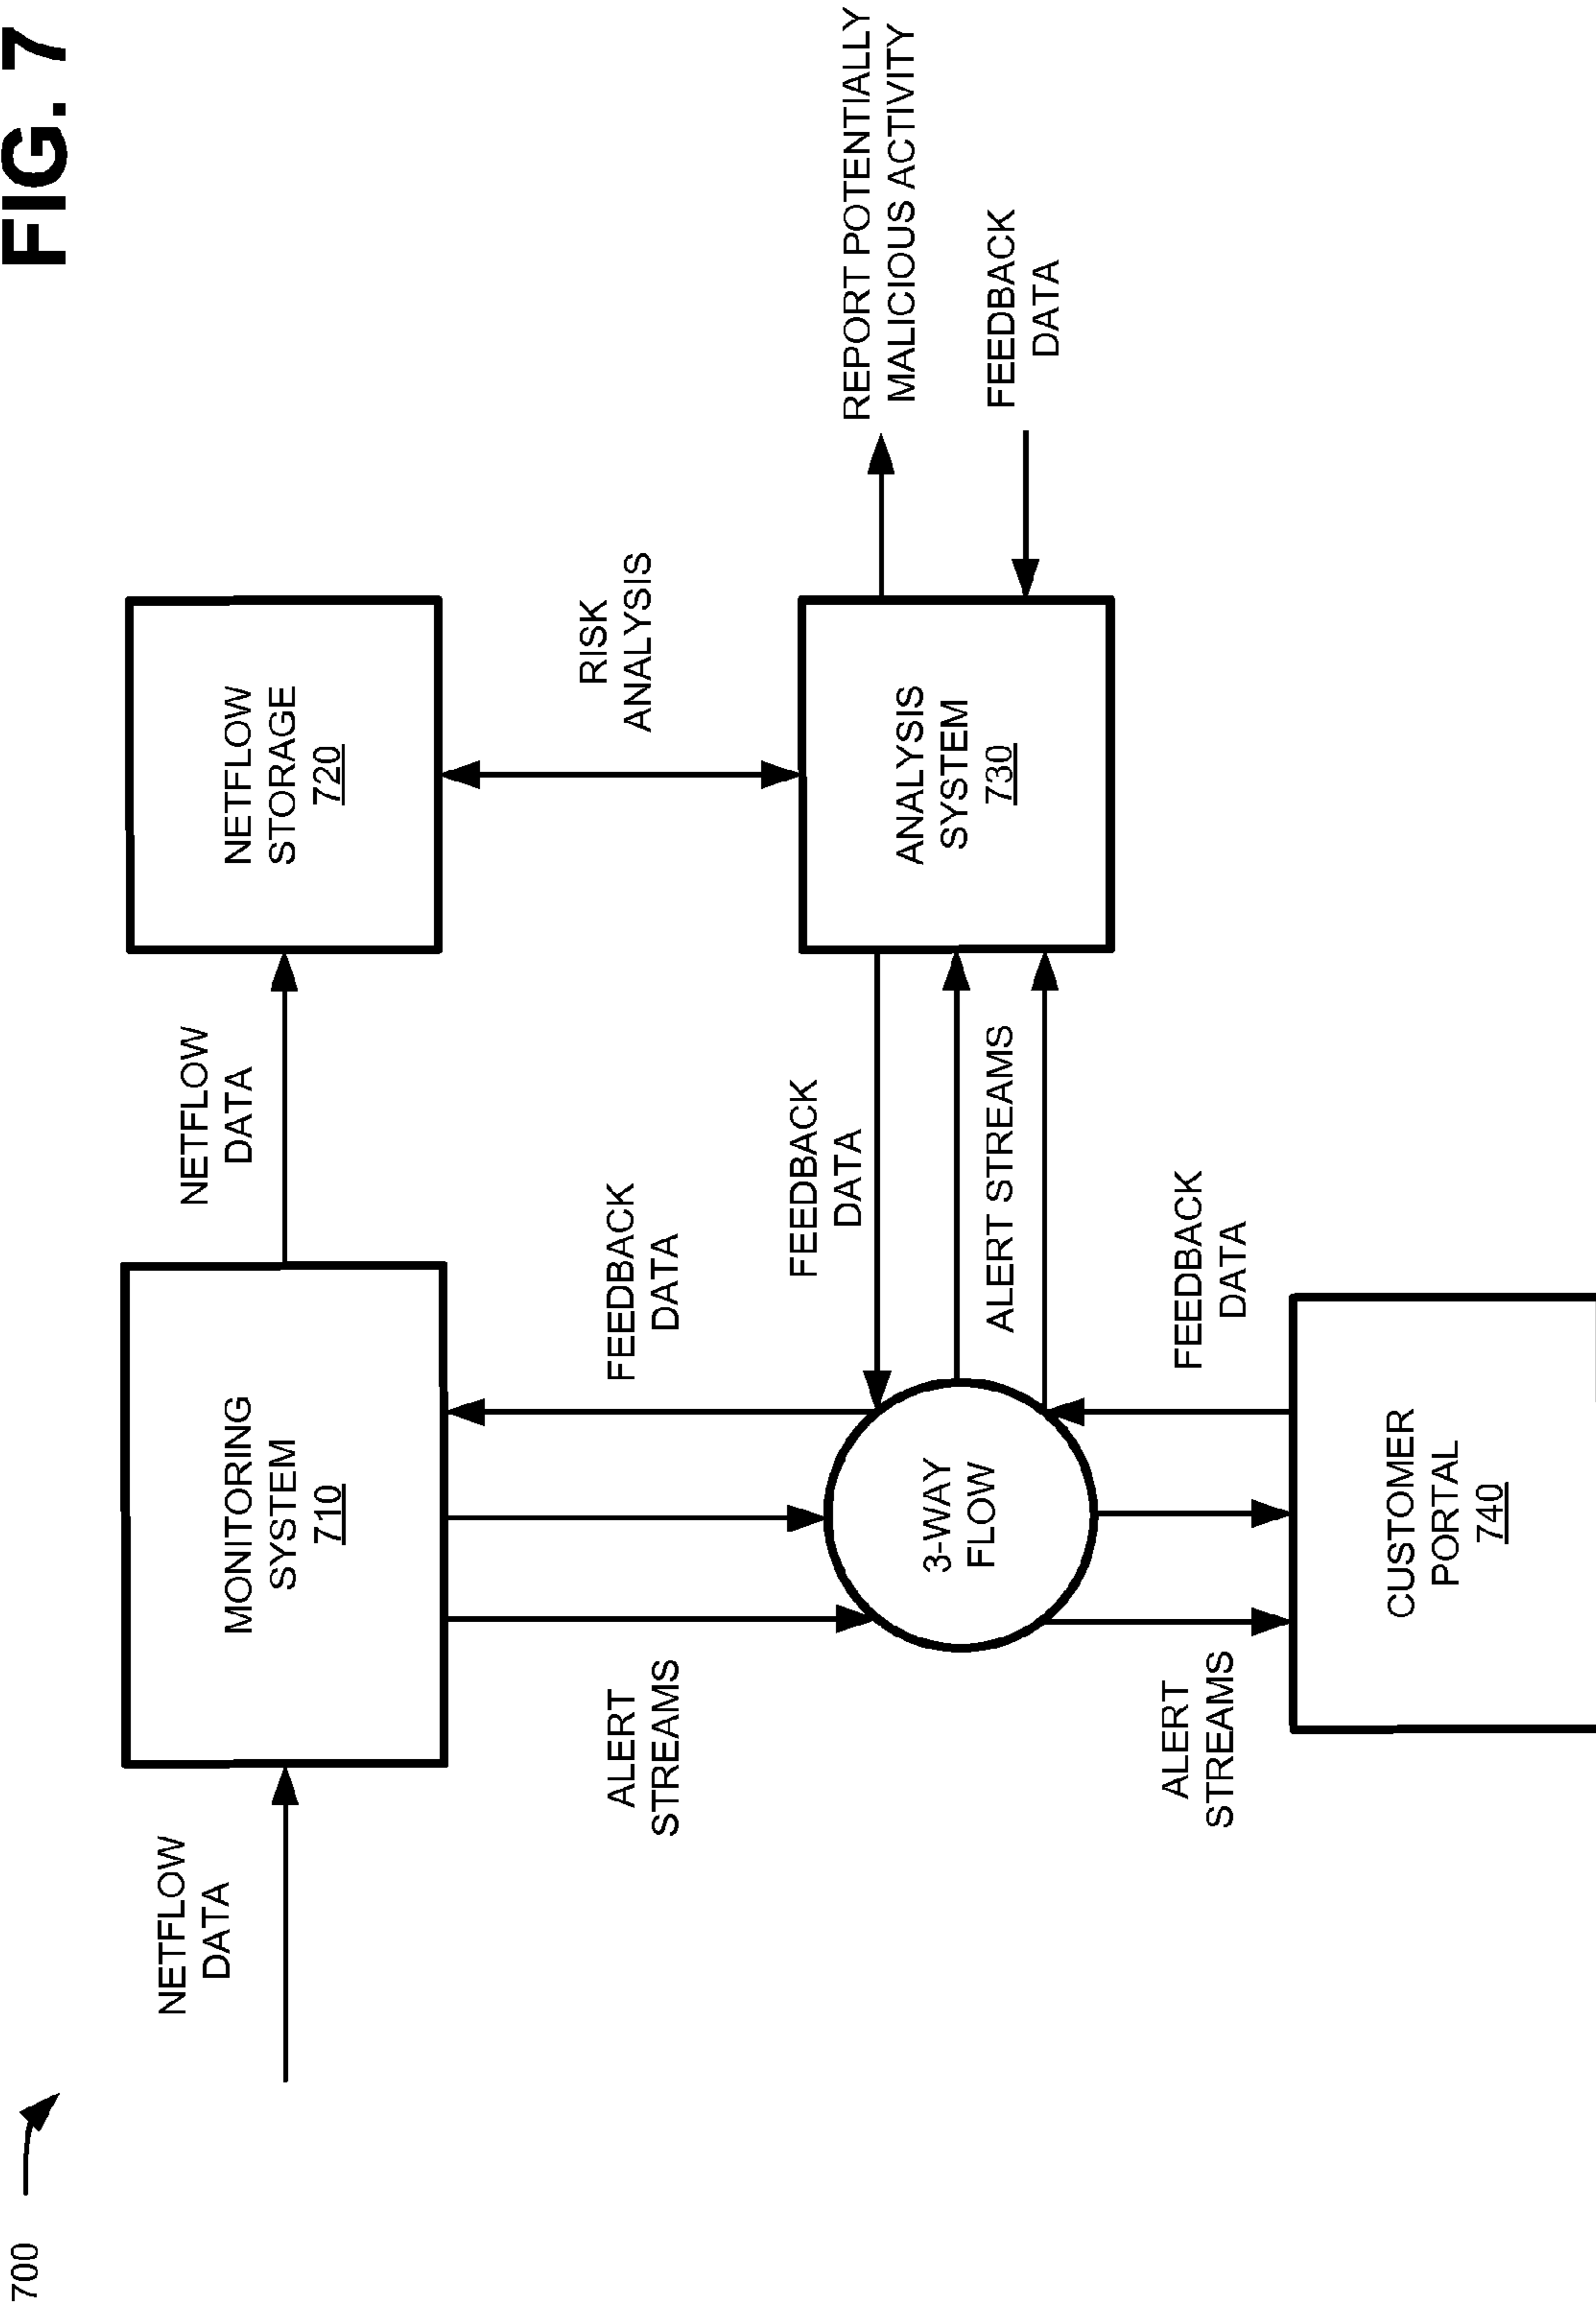 FIG. 7
700
NETFLOW
DATA
MONITORING
SYSTEM
710
NETFLOW
DATA
NETFLOW
STORAGE
720
ALERT
STREAMS
FEEDBACK
DATA
RISK
ANALYSIS
3-WAY
FLOW
FEEDBACK
DATA
ALERT STREAMS
ANALYSIS
SYSTEM
730
REPORT POTENTIALLY
MALICIOUS ACTIVITY
FEEDBACK
DATA
ALERT
STREAMS
FEEDBACK
DATA
CUSTOMER
PORTAL
740